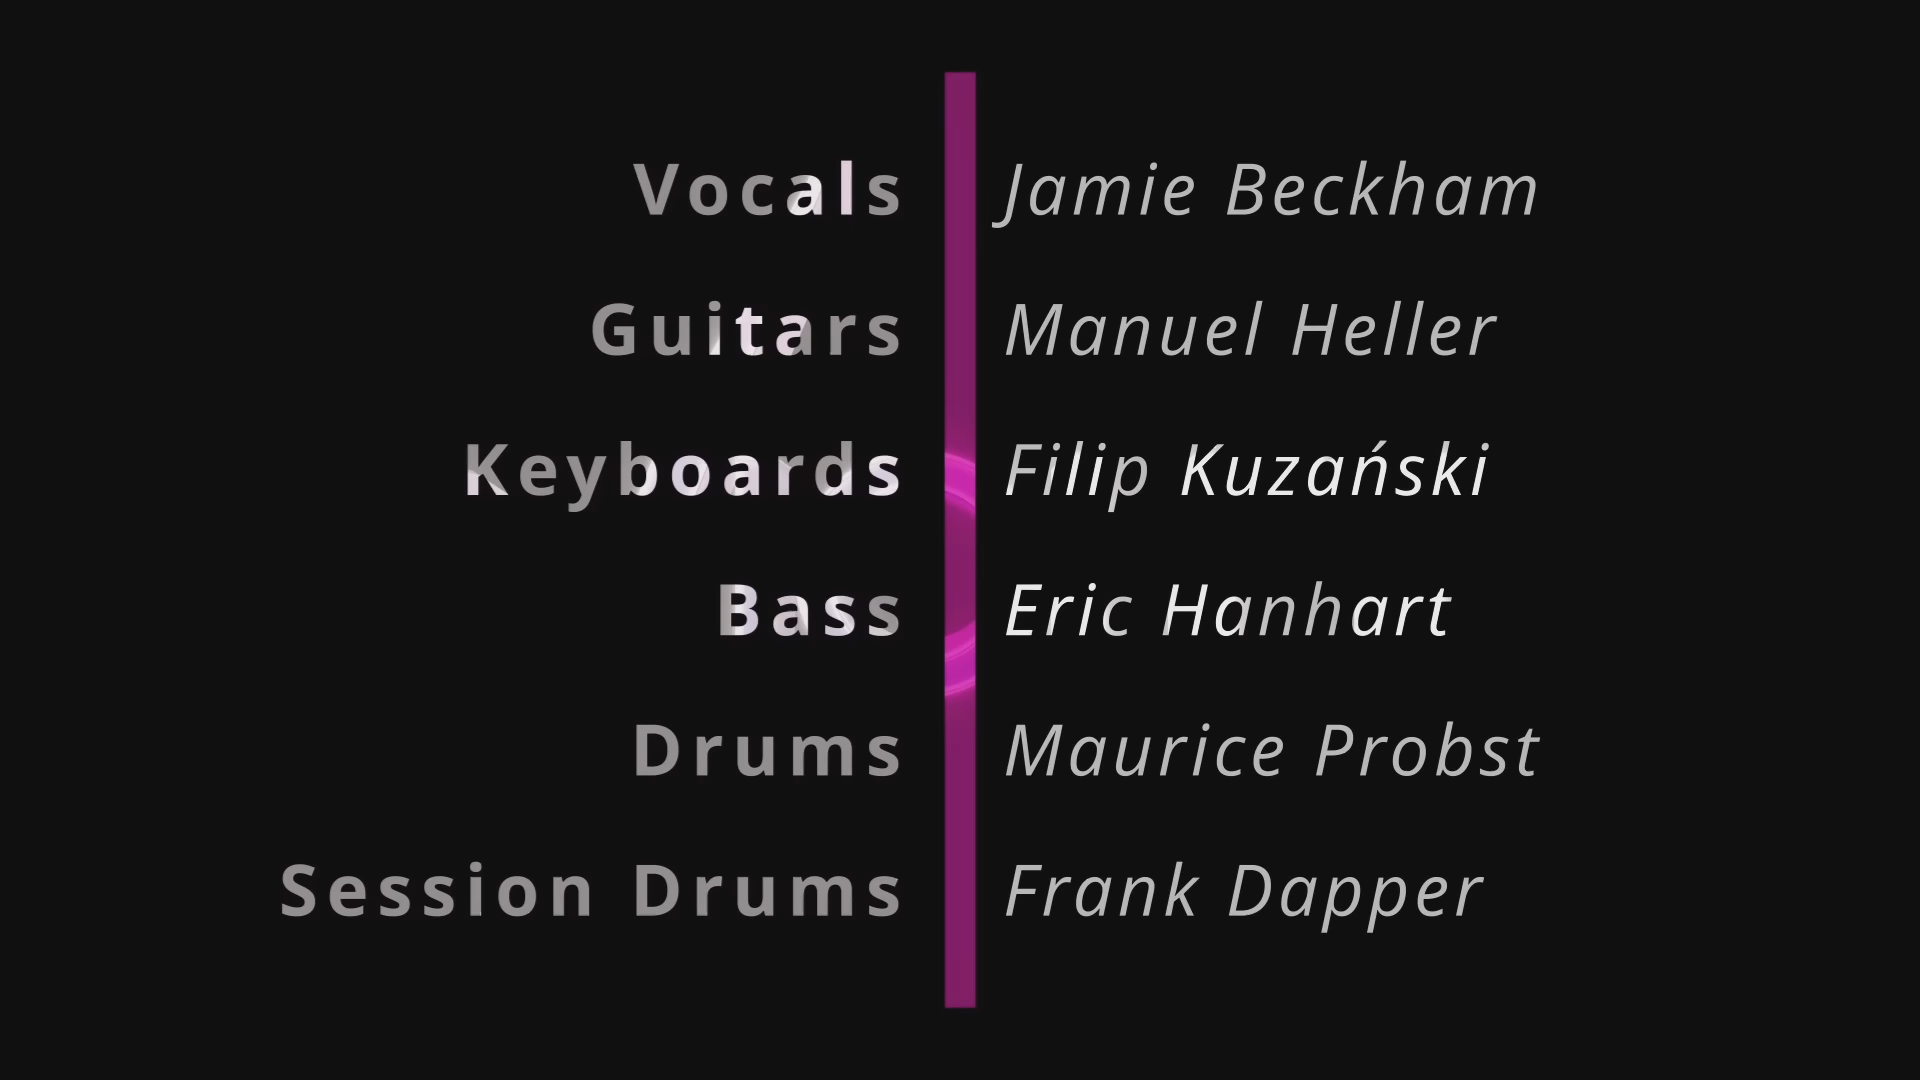 Vocals Jamie Beckham
Guitars Manuel Heller
Keyboards Filip Kuzański
Bass Eric Hanhart
Drums Maurice Probst
Session Drums Frank Dapper